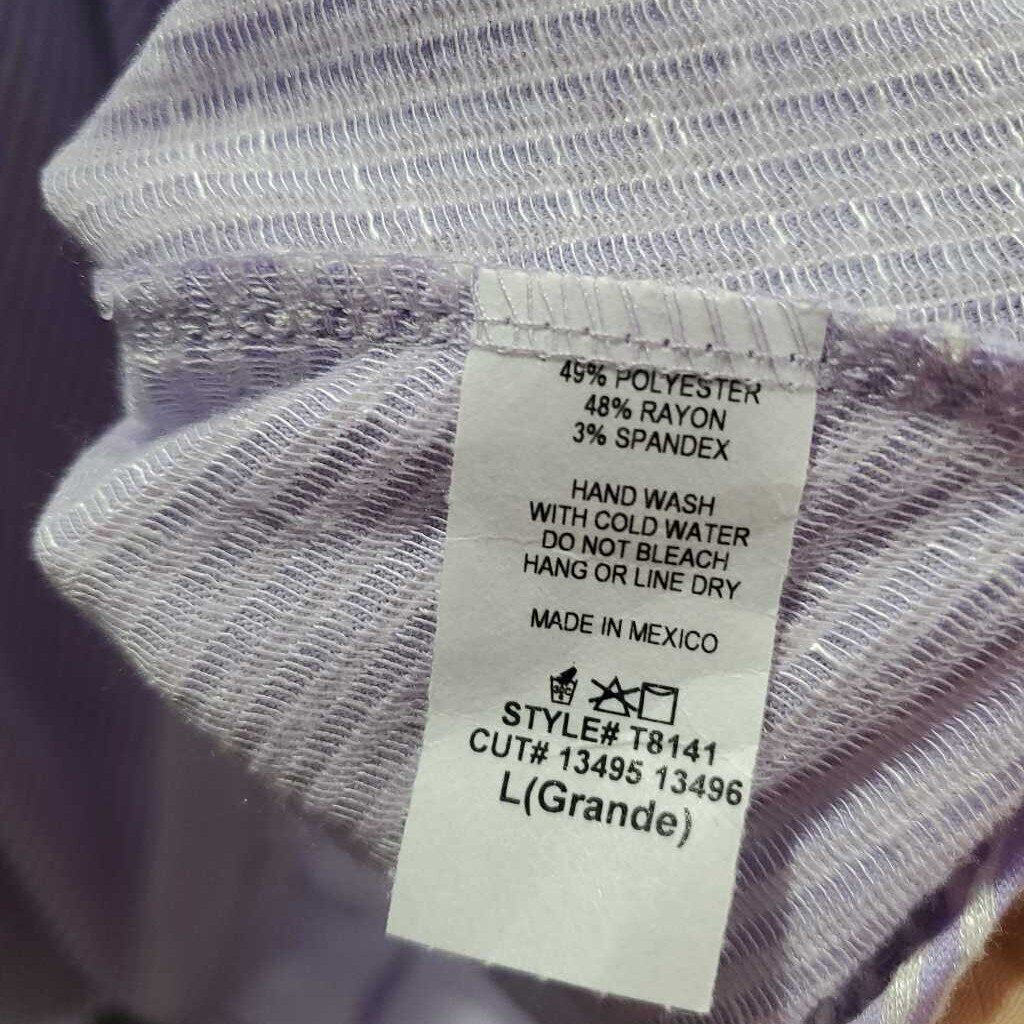 49% POLYESTER
48% RAYON
3% SPANDEX
HAND WASH
WITH COLD WATER
DO NOT BLEACH
HANG OR LINE DRY
MADE IN MEXICO
STYLE# T8141
CUT# 13495 13496
L(Grande)